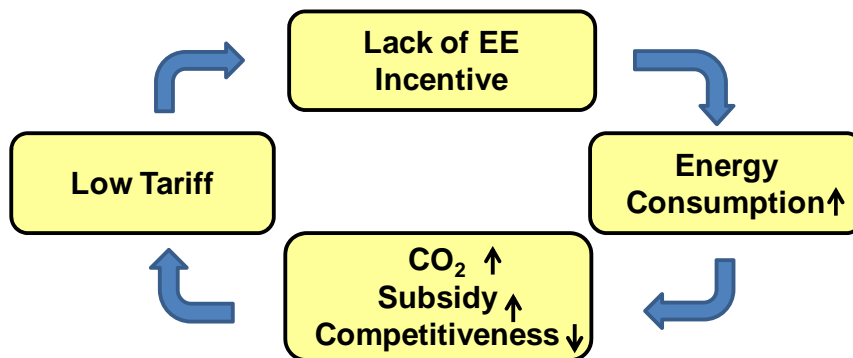 Lack of EE
Incentive
Low Tariff
Energy
Consumption↑
CO₂ ↑
Subsidy↑
Competitiveness↓